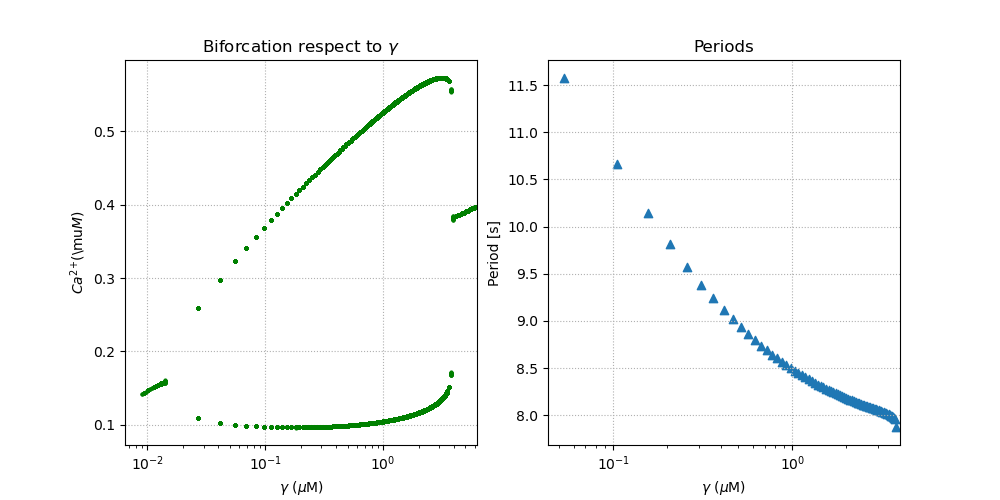 Biforcation respect to γ
Ca²⁺(\muM)
0.5
0.4
0.3
0.2
0.1
10⁻² 10⁻¹ 10⁰
γ (μM)
Periods
Period [s]
11.5
11.0
10.5
10.0
9.5
9.0
8.5
8.0
10⁻¹ 10⁰
γ (μM)